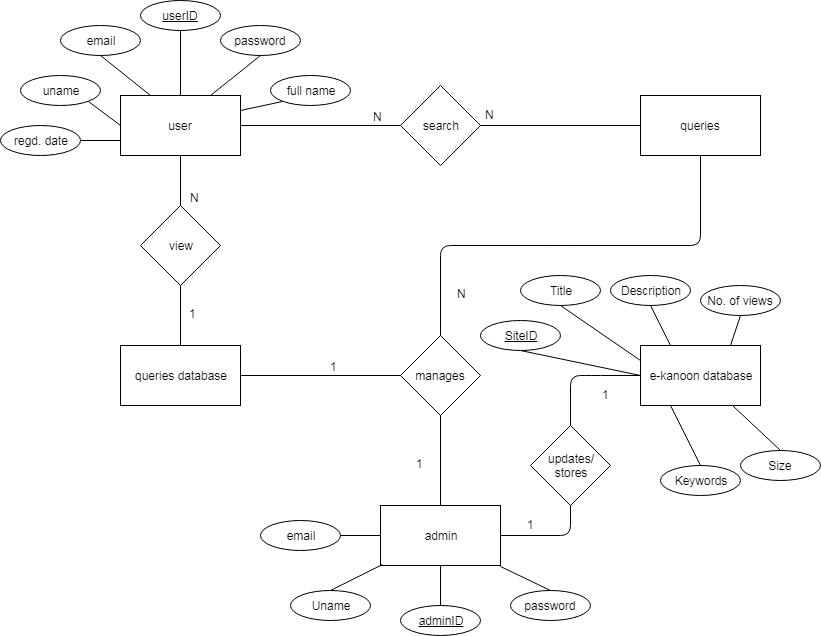 userID
email
password
uname
full name
regd. date
user
N
search
N
queries
N
view
1
N
Title
Description
No. of views
SiteID
queries database
1
manages
e-kanoon database
1
1
updates/
stores
Size
Keywords
1
email
admin
Uname
adminID
password